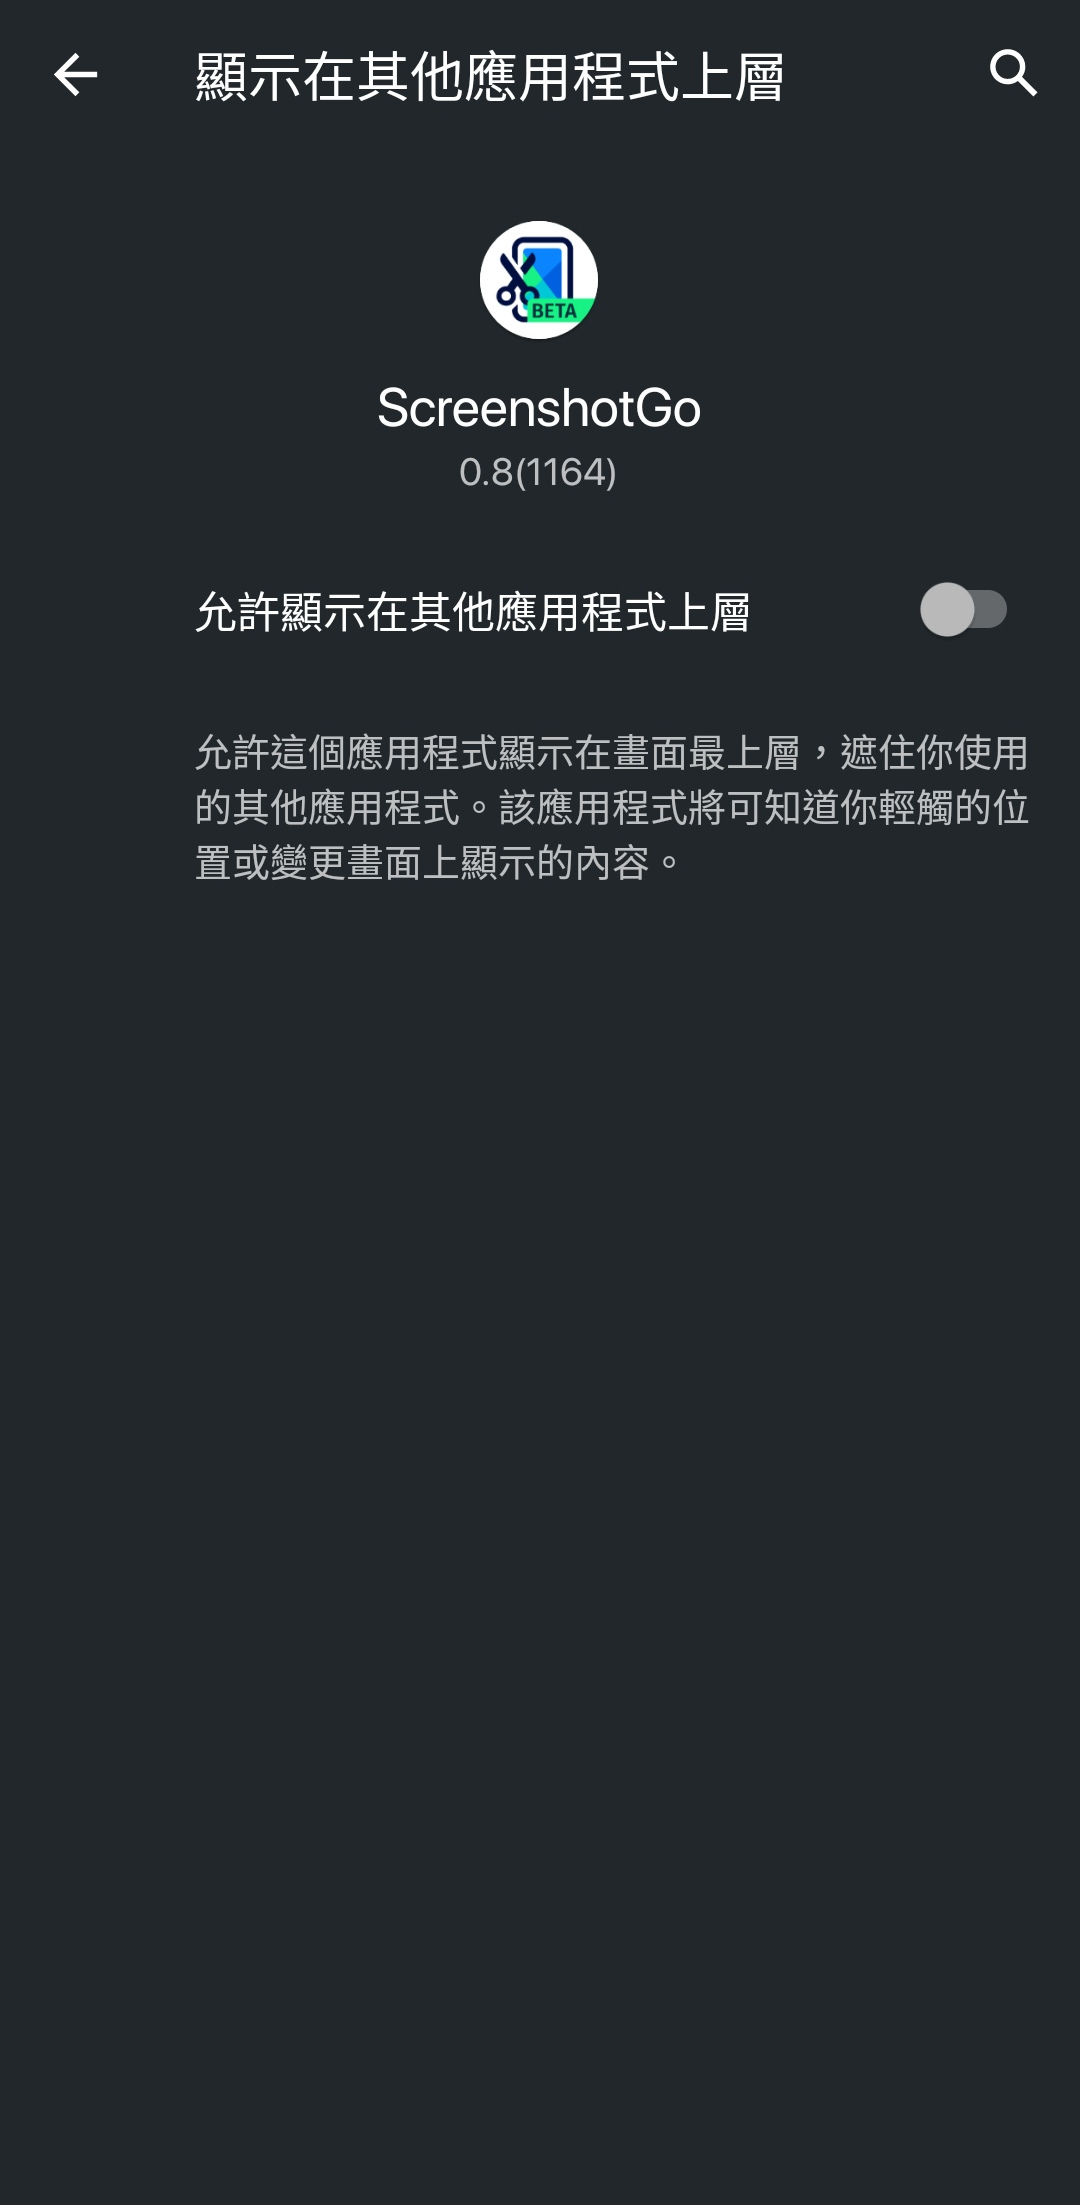 顯示在其他應用程式上層
BETA
ScreenshotGo
0.8(1164)
允許顯示在其他應用程式上層
允許這個應用程式顯示在畫面最上層，遮住你使用
的其他應用程式。該應用程式將可知道你輕觸的位
置或變更畫面上顯示的內容。